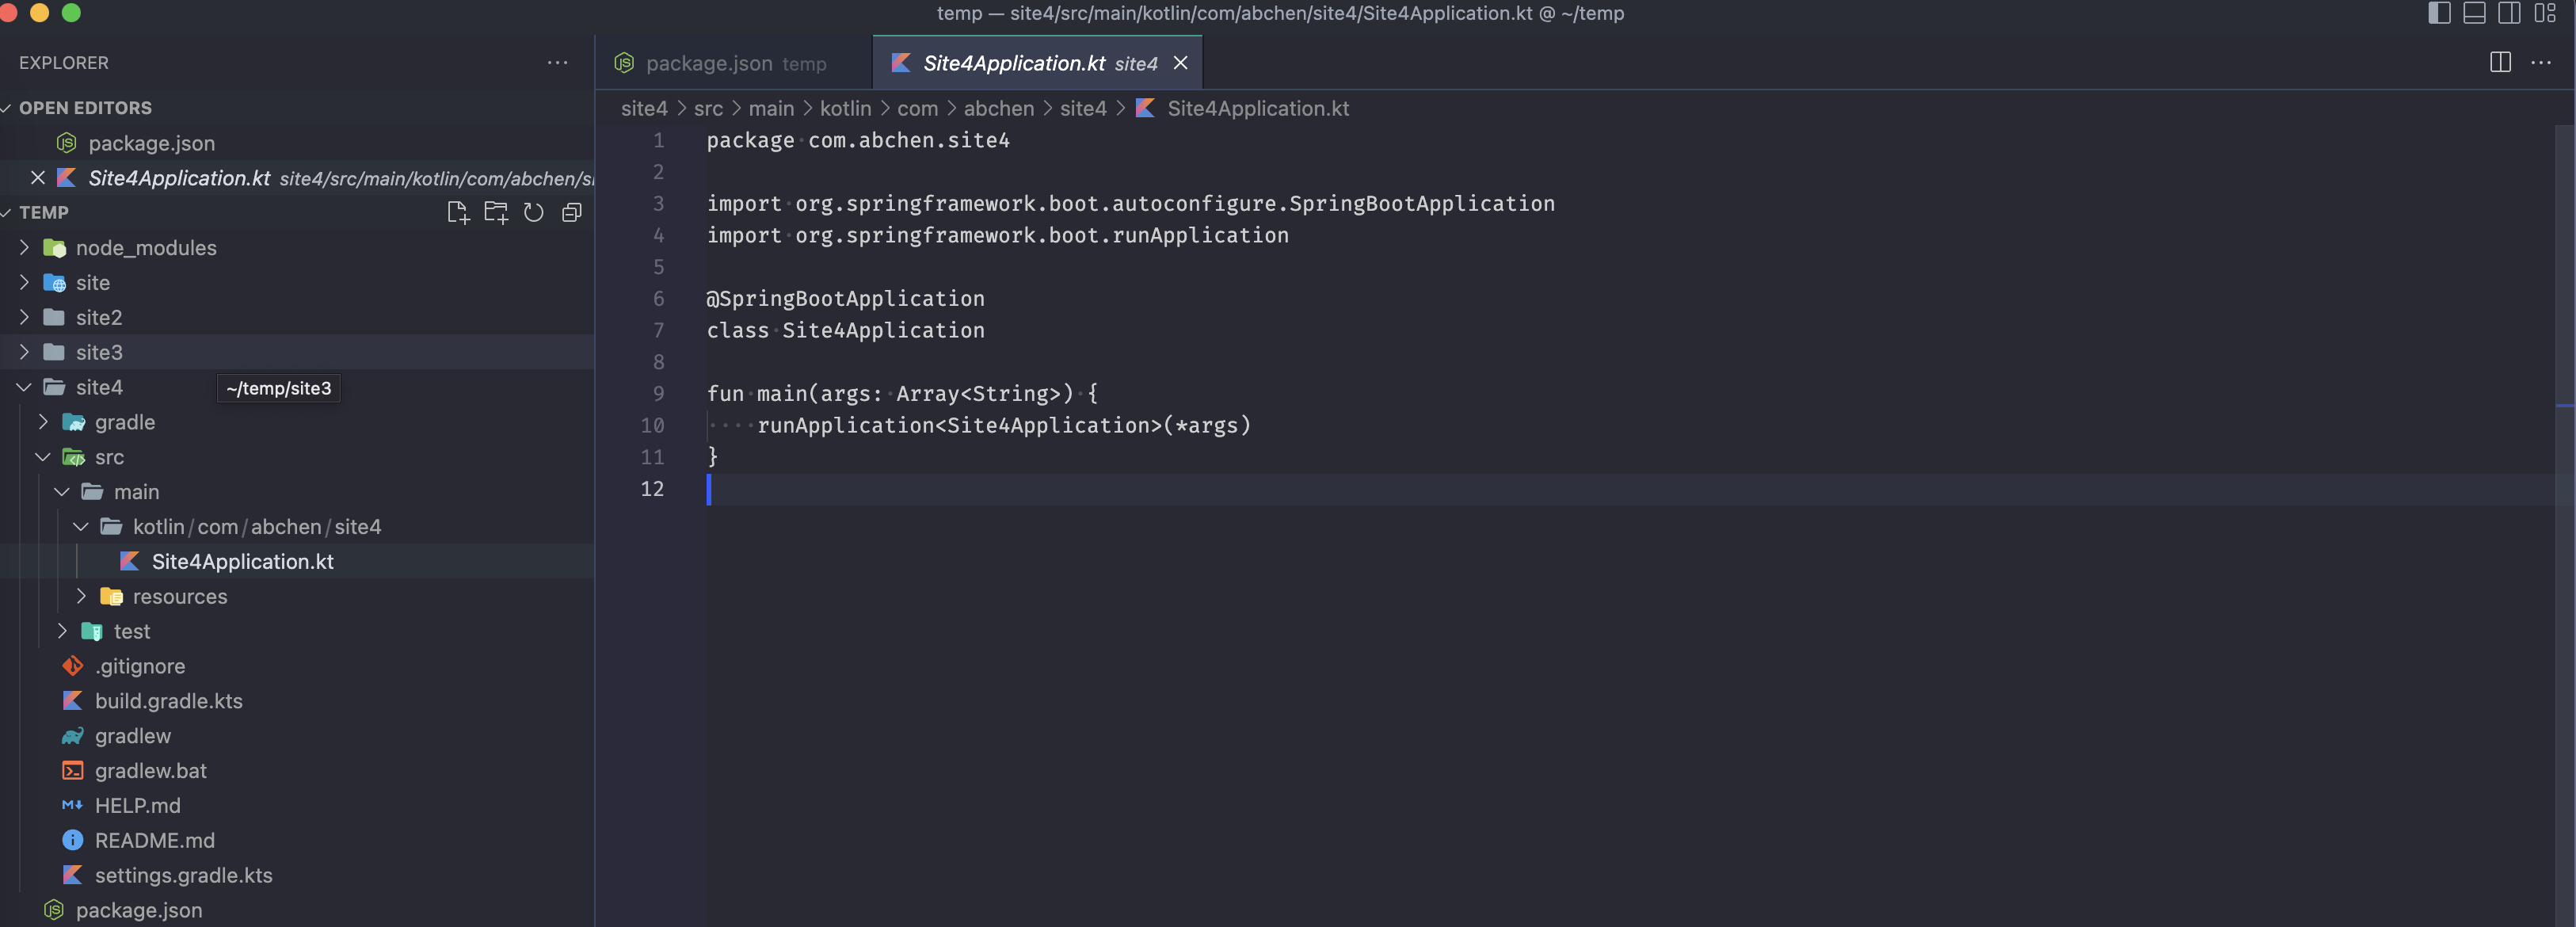 temp — site4/src/main/kotlin/com/abchen/site4/Site4Application.kt @ ~/temp
EXPLORER
OPEN EDITORS
package.json
Site4Application.kt site4/src/main/kotlin/com/abchen/si
TEMP
node_modules
site
site2
site3
site4
~/temp/site3
gradle
src
main
kotlin/com/abchen/site4
Site4Application.kt
resources
test
.gitignore
build.gradle.kts
gradlew
gradlew.bat
HELP.md
README.md
settings.gradle.kts
package.json
package.json temp
Site4Application.kt site4
site4 > src > main > kotlin > com > abchen > site4 > Site4Application.kt
1 package com.abchen.site4
2
3 import org.springframework.boot.autoconfigure.SpringBootApplication
4 import org.springframework.boot.runApplication
5
6 @SpringBootApplication
7 class Site4Application
8
9 fun main(args: Array<String>) {
10     runApplication<Site4Application>(*args)
11 }
12